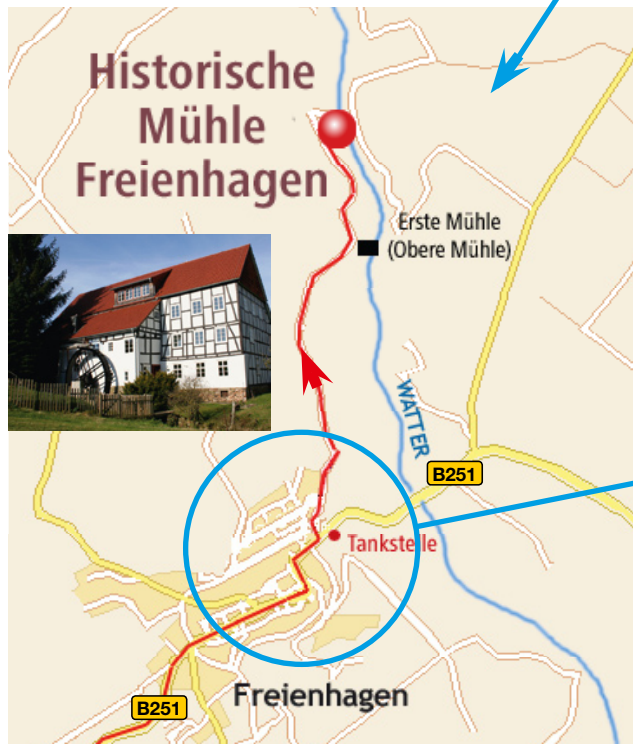 Historische
Mühle
Freienhagen
Erste Mühle
(Obere Mühle)
WATTER
B251
Tankstelle
Freienhagen
B251